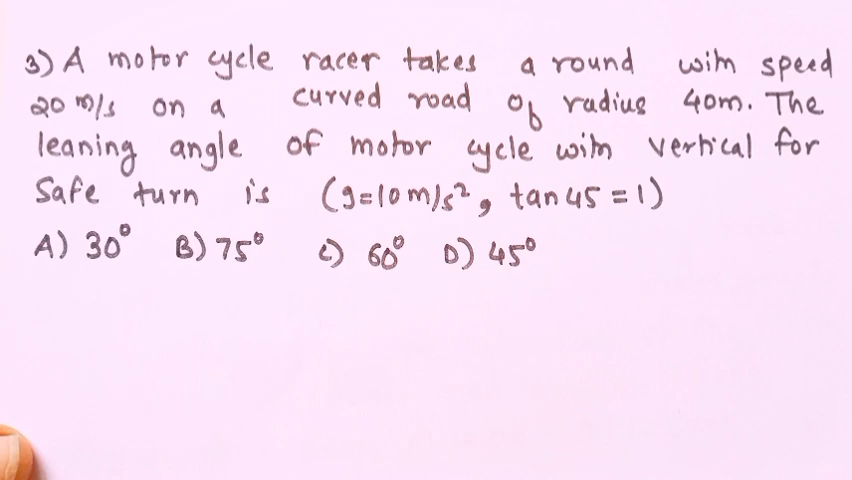 3) A motor cycle racer takes a round with speed
20 m/s on a curved road of radius 40m. The
leaning angle of motor cycle with vertical for
Safe turn is (g=10m/s², tan 45 = 1)
A) 30° B) 75° C) 60° D) 45°